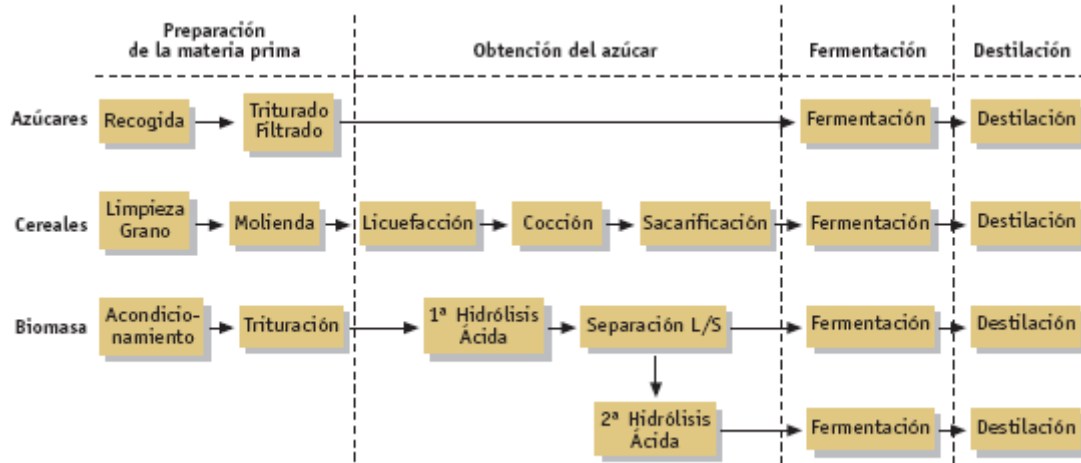 Preparación
de la materia prima
Obtención del azúcar
Fermentación
Destilación
Azúcares
Recogida
Triturado
Filtrado
Fermentación
Destilación
Cereales
Limpieza
Grano
Molienda
Licuefacción
Cocción
Sacarificación
Fermentación
Destilación
Biomasa
Acondicio-
namiento
Trituración
1ª Hidrólisis
Ácida
Separación L/S
Fermentación
Destilación
2ª Hidrólisis
Ácida
Fermentación
Destilación